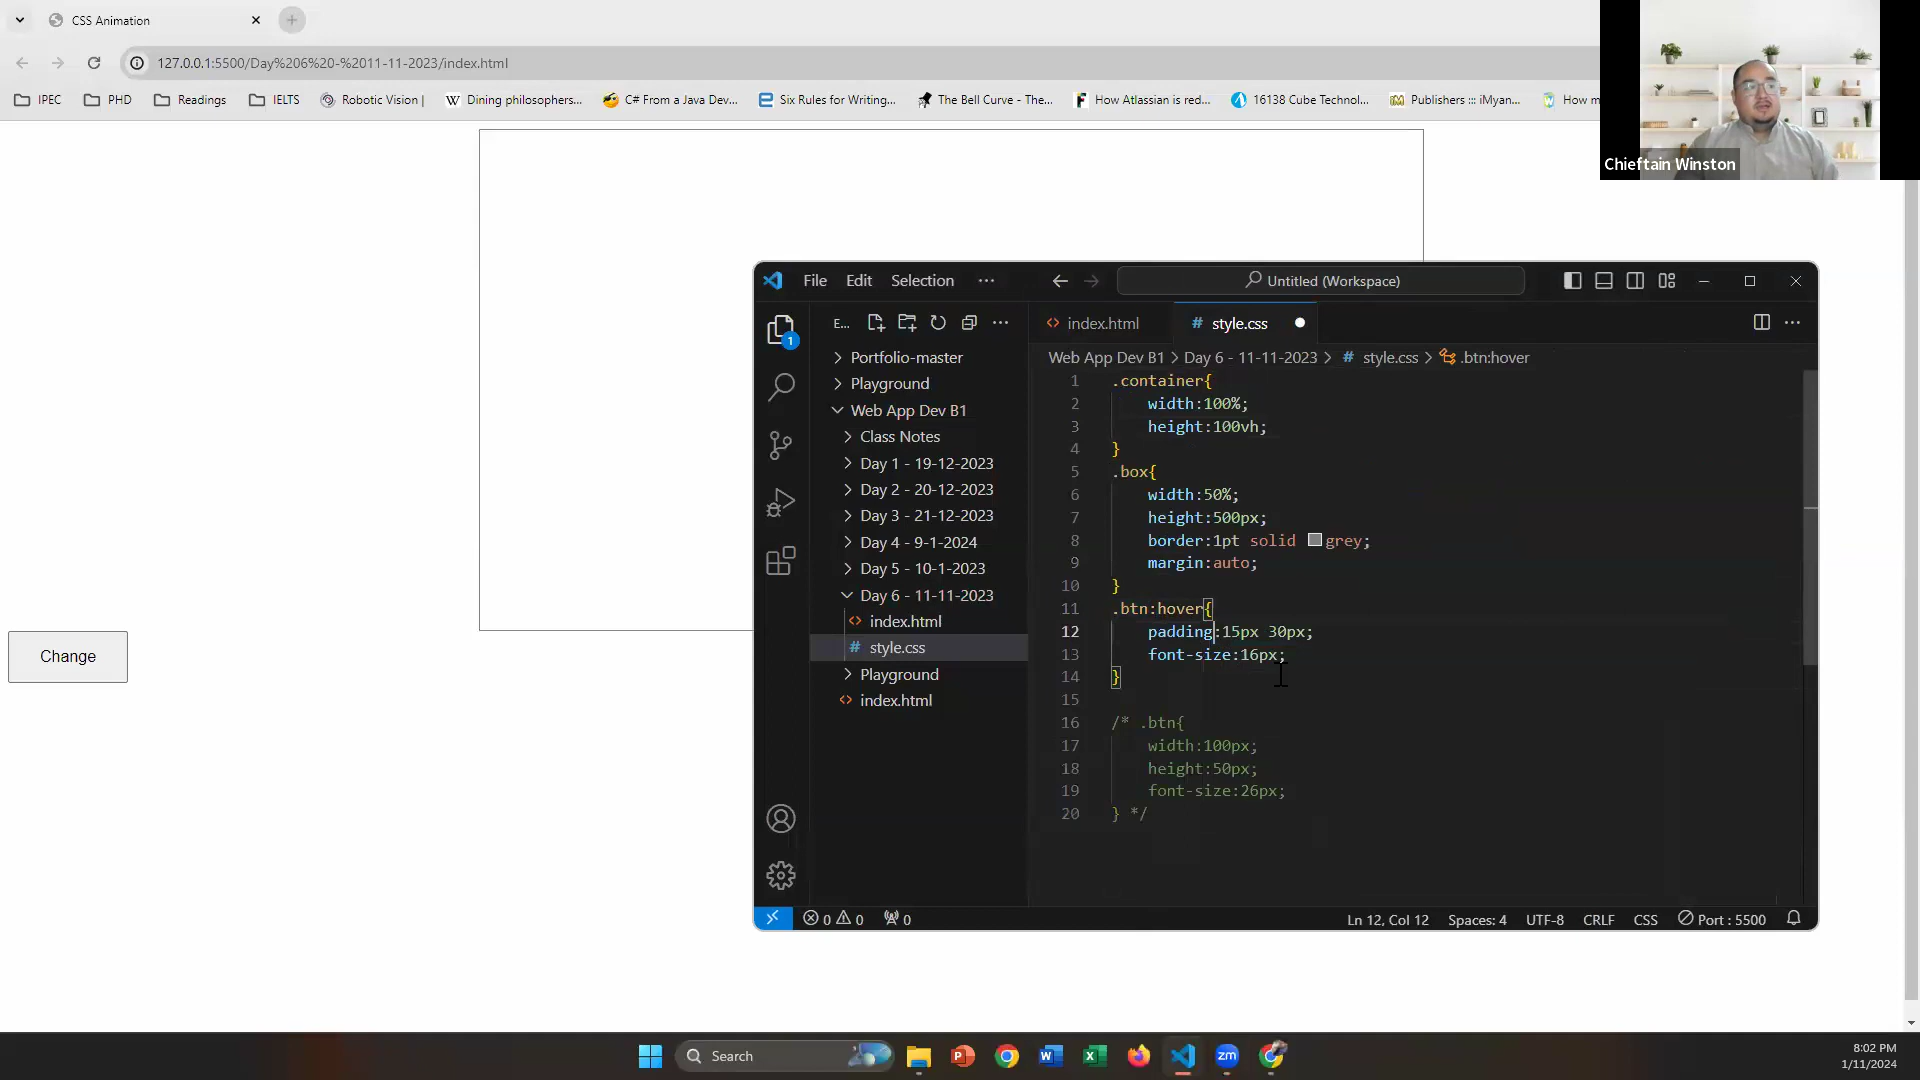 CSS Animation
127.0.0.1:5500/Day%206%20-%2011-11-2023/index.html
IPEC
PHD
Readings
IELTS
Robotic Vision |
Dining philosophers...
C# From a Java Dev...
Six Rules for Writing...
The Bell Curve - The...
How Atlassian is red...
16138 Cube Technol...
Publishers ::: iMyan...
How m
Chieftain Winston
Change
File Edit Selection ···
Untitled (Workspace)
E...
index.html
# style.css
Web App Dev B1 > Day 6 - 11-11-2023 > # style.css > .btn:hover
Portfolio-master
Playground
Web App Dev B1
Class Notes
Day 1 - 19-12-2023
Day 2 - 20-12-2023
Day 3 - 21-12-2023
Day 4 - 9-1-2024
Day 5 - 10-1-2023
Day 6 - 11-11-2023
index.html
# style.css
Playground
index.html
1
1 .container{
2 width:100%;
3 height:100vh;
4 }
5 .box{
6 width:50%;
7 height:500px;
8 border:1pt solid grey;
9 margin:auto;
10 }
11 .btn:hover{
12 padding:15px 30px;
13 font-size:16px;
14 }
15
16 /* .btn{
17 width:100px;
18 height:50px;
19 font-size:26px;
20 } */
0 0 0
Ln 12, Col 12 Spaces: 4 UTF-8 CRLF CSS Port : 5500
Search
zm
8:02 PM
1/11/2024